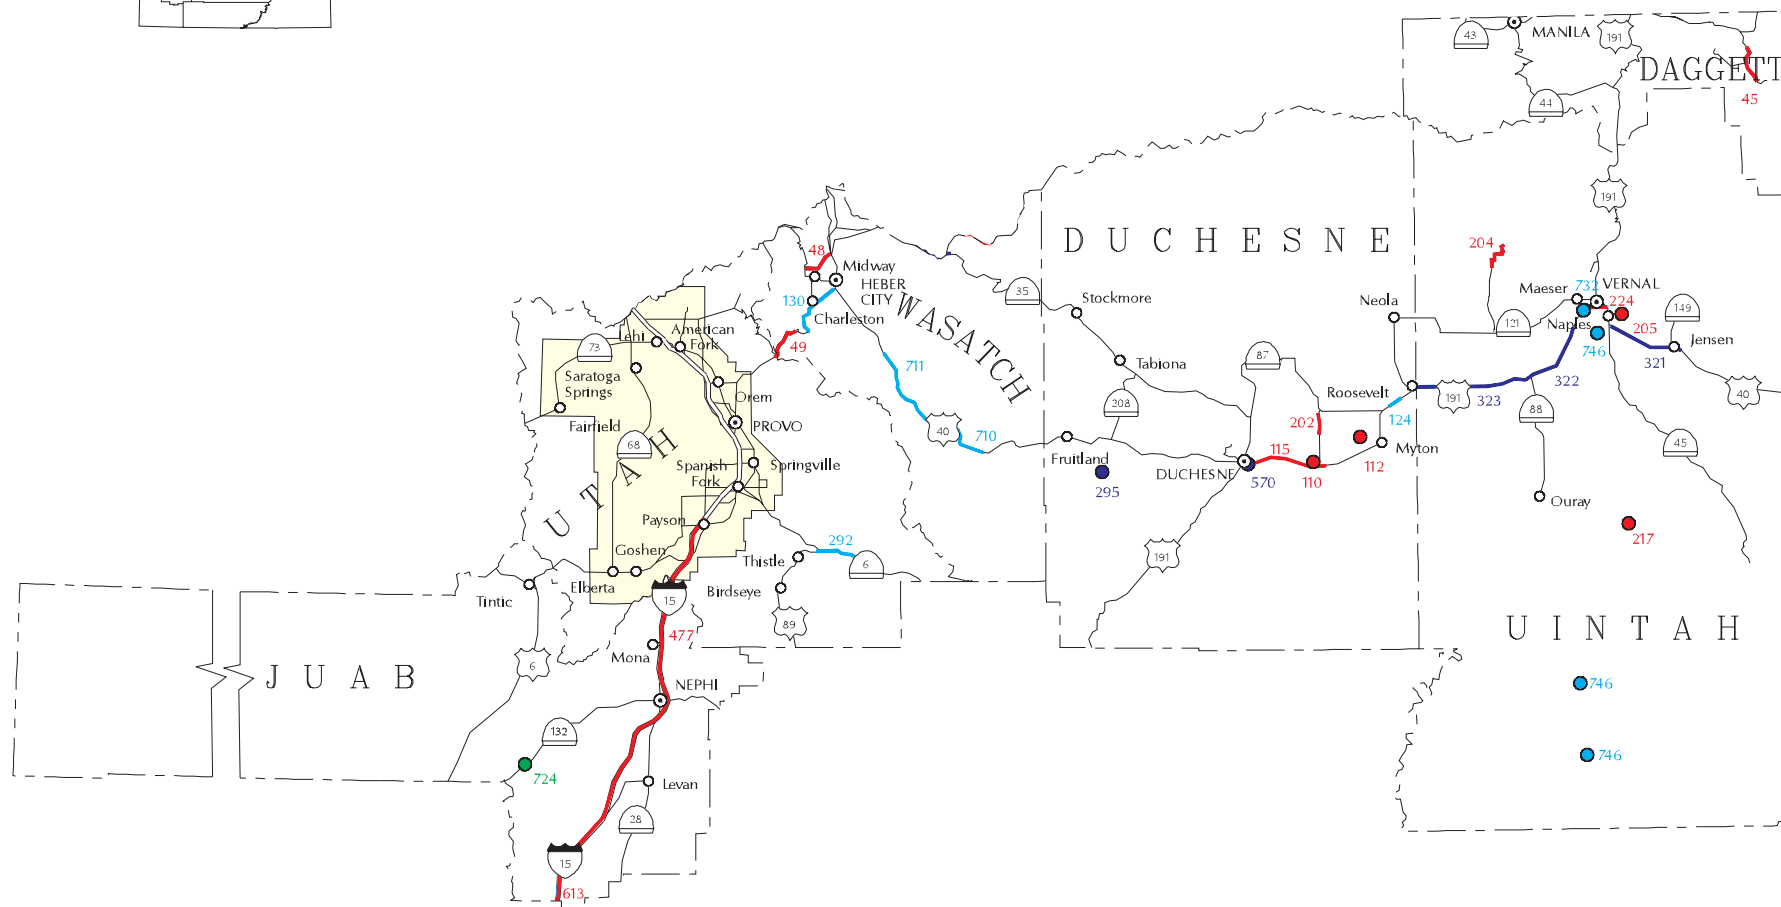 43
MANILA
191
DAGGETT
44
45
191
DUCHESNE
204
48
Midway
HEBER
CITY
130
Charleston
WASATCH
35
Stockmore
Neola
Maeser
732
VERNAL
224
149
121
Naples
205
746
321
Jensen
American
Fork
Lehi
73
49
Saratoga
Springs
Orem
711
Tabiona
87
Roosevelt
191
323
322
40
Fairfield
PROVO
208
202
124
88
68
UTAH
40
710
Myton
45
Spanish
Fork
Springville
Fruitland
295
DUCHESNE
115
570
110
112
Ouray
Payson
292
191
217
Goshen
Thistle
6
Elberta
Birdseye
Tintic
15
89
477
UINTAH
Mona
6
JUAB
NEPHI
746
132
724
Levan
746
28
15
613